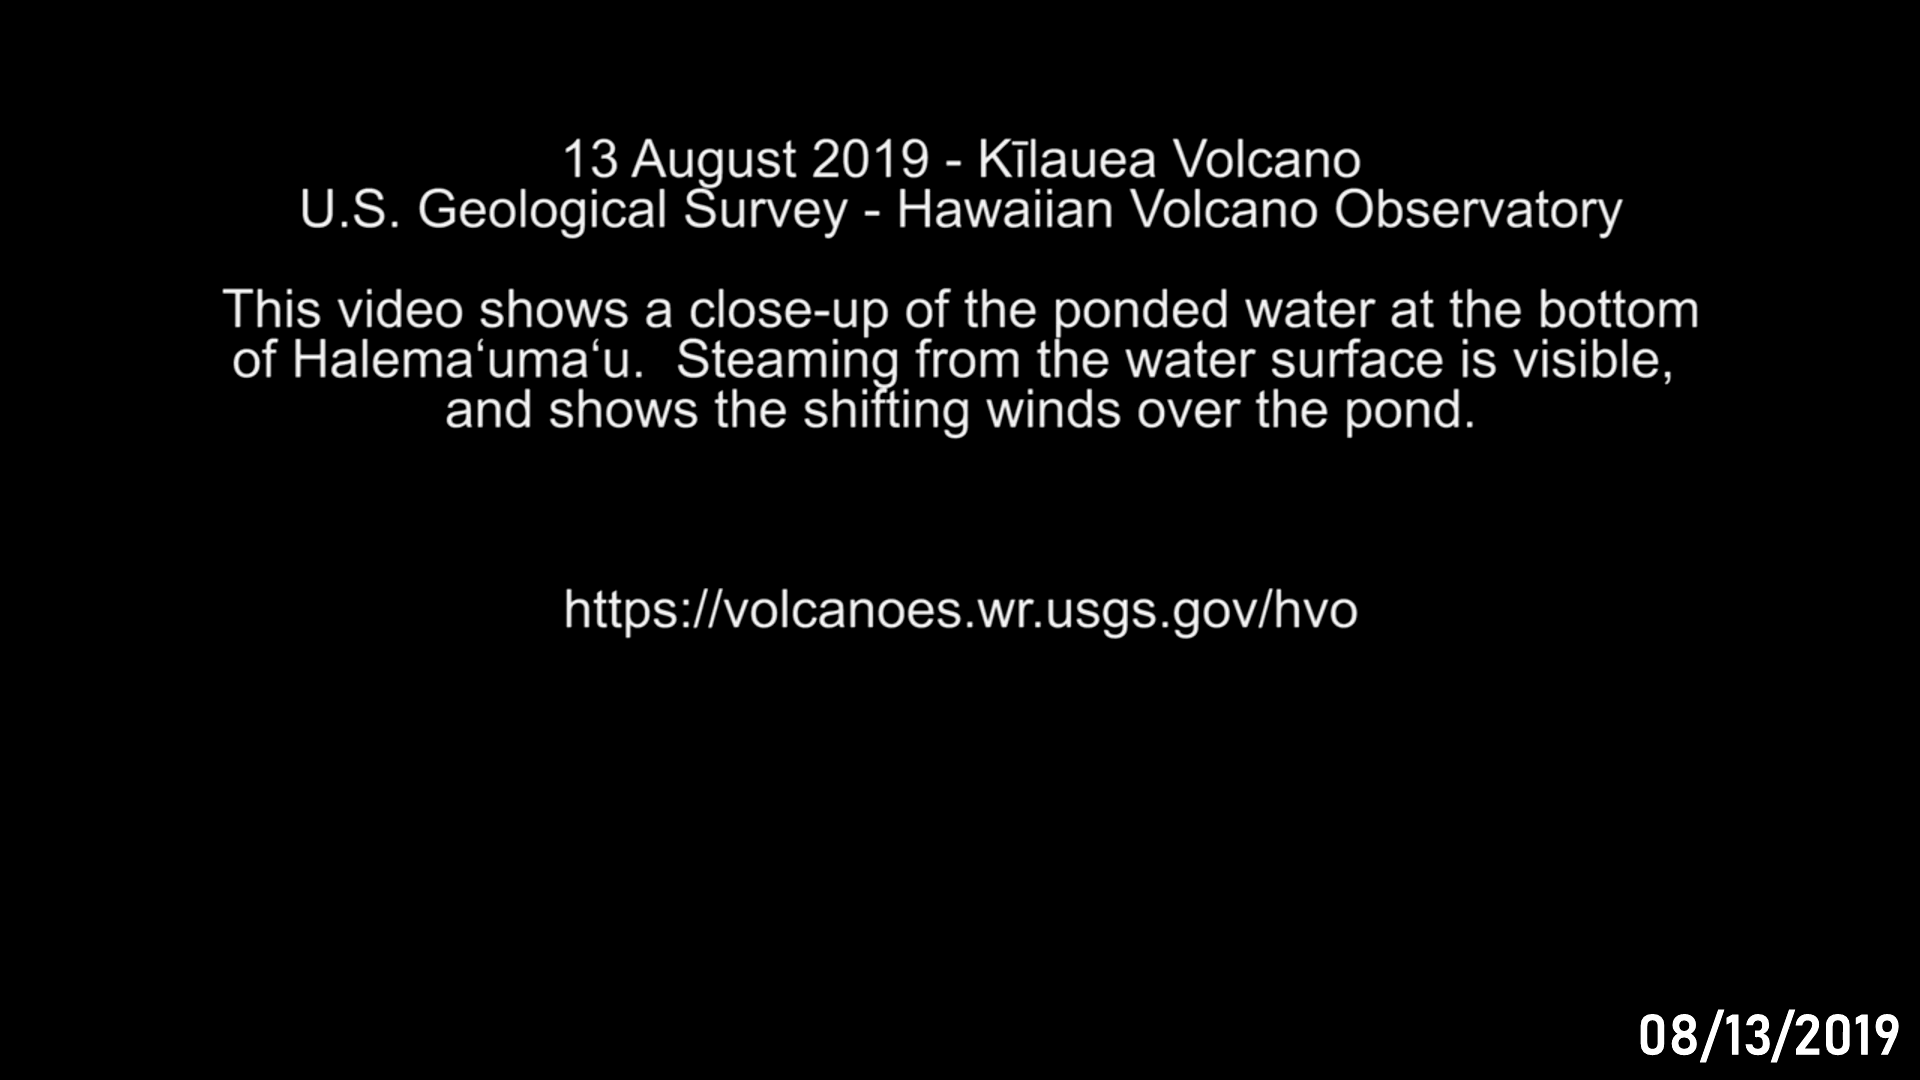 13 August 2019 - Kīlauea Volcano
U.S. Geological Survey - Hawaiian Volcano Observatory
This video shows a close-up of the ponded water at the bottom
of Halema‘uma‘u.  Steaming from the water surface is visible,
and shows the shifting winds over the pond.
https://volcanoes.wr.usgs.gov/hvo
08/13/2019